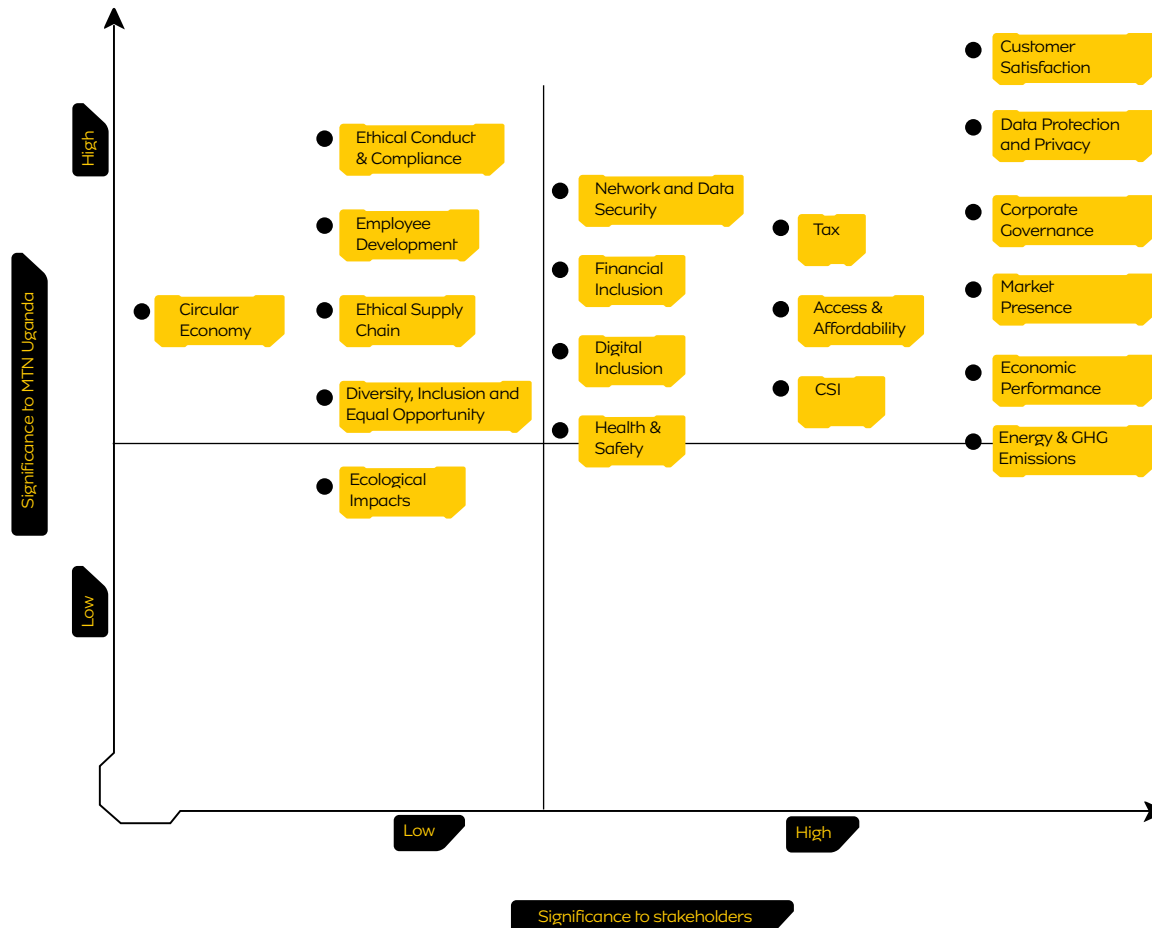 Customer
Satisfaction
High
Ethical Conduct
& Compliance
Data Protection
and Privacy
Network and Data
Security
Employee
Development
Tax
Corporate
Governance
Significance to MTN Uganda
Financial
Inclusion
Circular
Economy
Ethical Supply
Chain
Access &
Affordability
Market
Presence
Digital
Inclusion
Diversity, Inclusion and
Equal Opportunity
CSI
Economic
Performance
Health &
Safety
Energy & GHG
Emissions
Ecological
Impacts
Low
Low
High
Significance to stakeholders